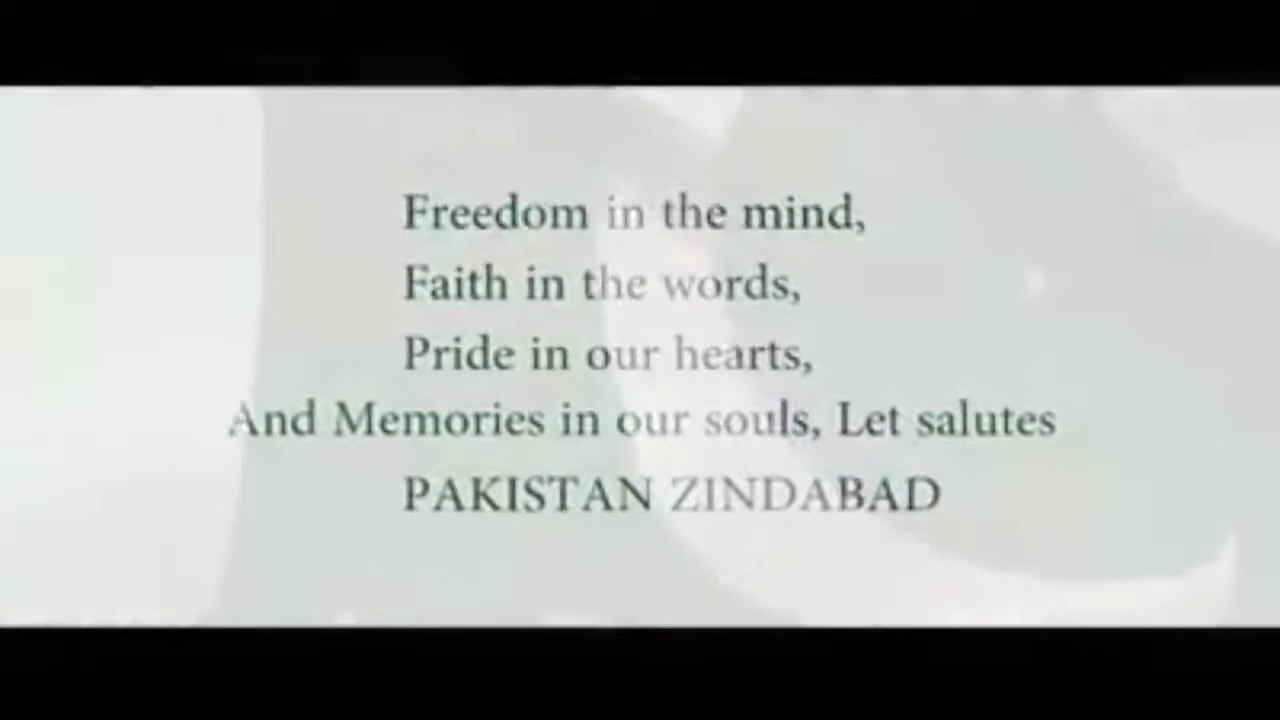 Freedom in the mind,
Faith in the words,
Pride in our hearts,
And Memories in our souls, Let salutes
PAKISTAN ZINDABAD